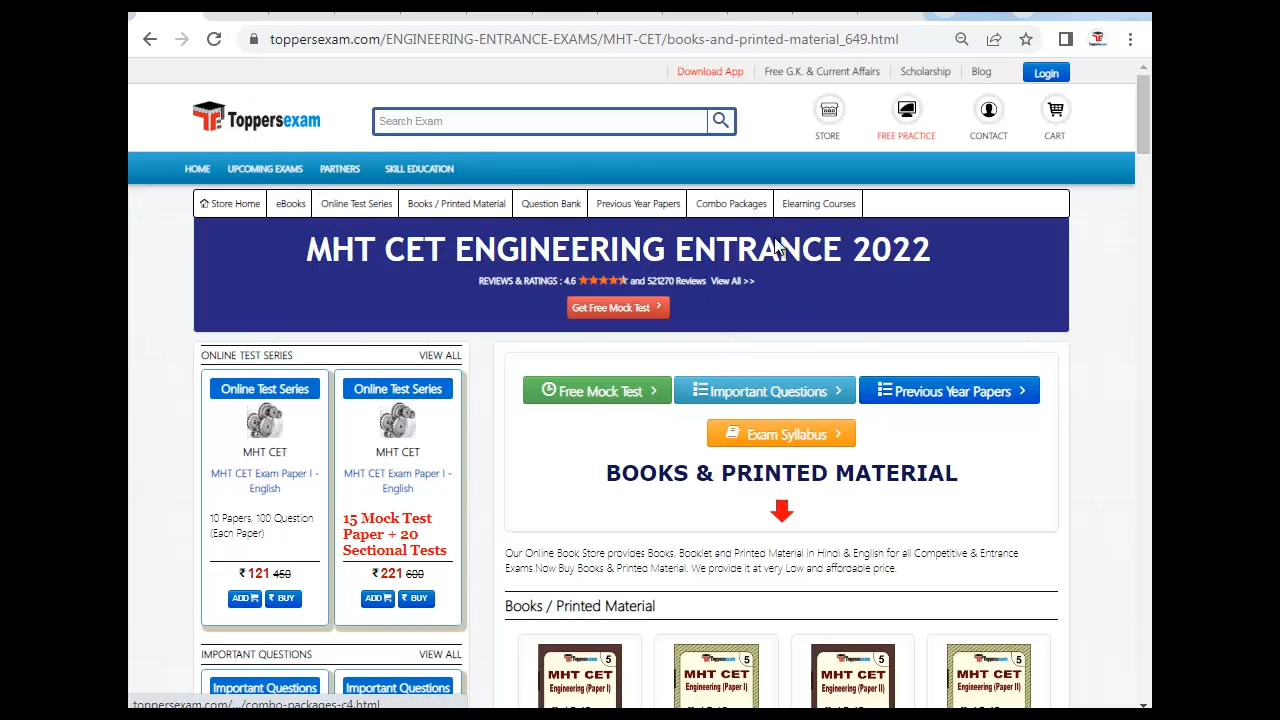 toppersexam.com/ENGINEERING-ENTRANCE-EXAMS/MHT-CET/books-and-printed-material_649.html
Download App
Free G.K. & Current Affairs
Scholarship
Blog
Login
Toppersexam
Search Exam
STORE
FREE PRACTICE
CONTACT
CART
HOME
UPCOMING EXAMS
PARTNERS
SKILL EDUCATION
Store Home
eBooks
Online Test Series
Books / Printed Material
Question Bank
Previous Year Papers
Combo Packages
Elearning Courses
MHT CET ENGINEERING ENTRANCE 2022
REVIEWS & RATINGS : 4.6 ★★★★★ and 521270 Reviews View All >>
Get Free Mock Test >
ONLINE TEST SERIES
VIEW ALL
Online Test Series
MHT CET
MHT CET Exam Paper I -
English
10 Papers, 100 Question
(Each Paper)
₹ 121 450
ADD
₹ BUY
Online Test Series
MHT CET
MHT CET Exam Paper I -
English
15 Mock Test
Paper + 20
Sectional Tests
₹ 221 600
ADD
₹ BUY
IMPORTANT QUESTIONS
VIEW ALL
Important Questions
Important Questions
Free Mock Test >
Important Questions >
Previous Year Papers >
Exam Syllabus >
BOOKS & PRINTED MATERIAL
Our Online Book Store provides Books, Booklet and Printed Material in Hindi & English for all Competitive & Entrance
Exams.Now Buy Books & Printed Material. We provide it at very Low and affordable price.
Books / Printed Material
Toppersexam 5
MHT CET
Engineering (Paper I)
Toppersexam 5
MHT CET
Engineering (Paper I)
Toppersexam 5
MHT CET
Engineering (Paper II)
Toppersexam 5
MHT CET
Engineering (Paper II)
toppersexam.com/.../combo-packages-c4.html